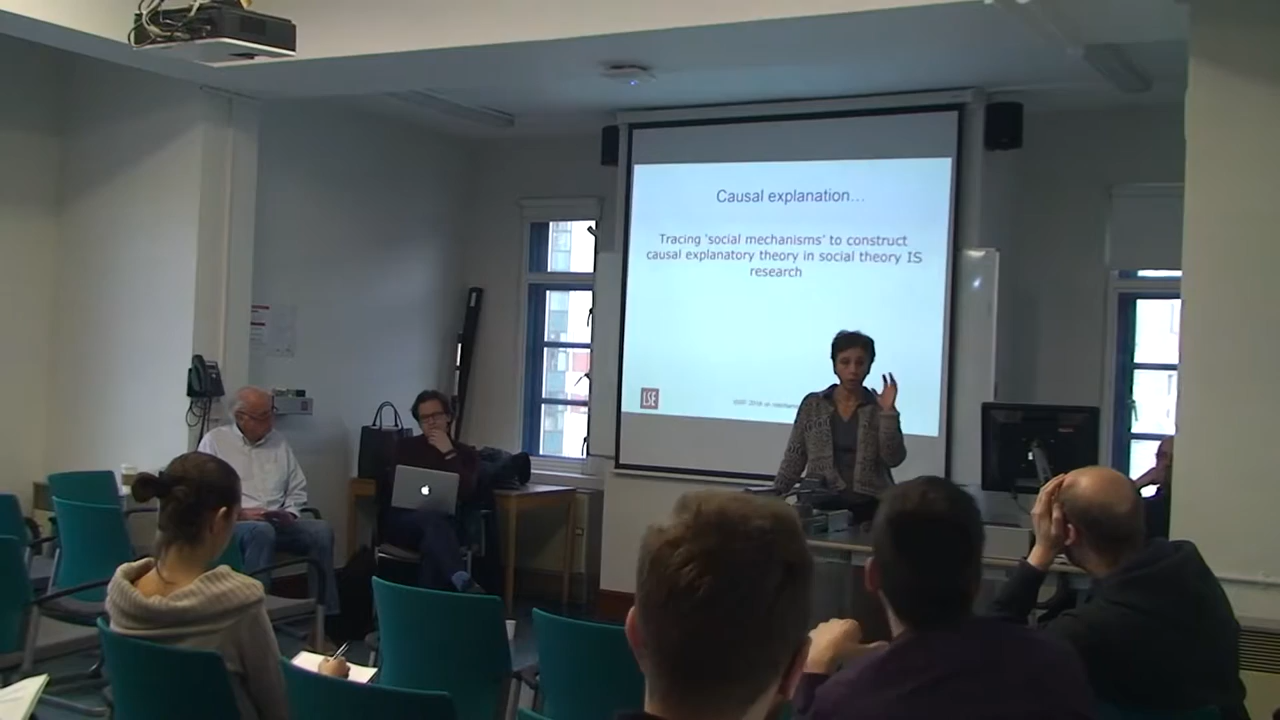 Causal explanation...
Tracing 'social mechanisms' to construct
causal explanatory theory in social theory IS
research
LSE